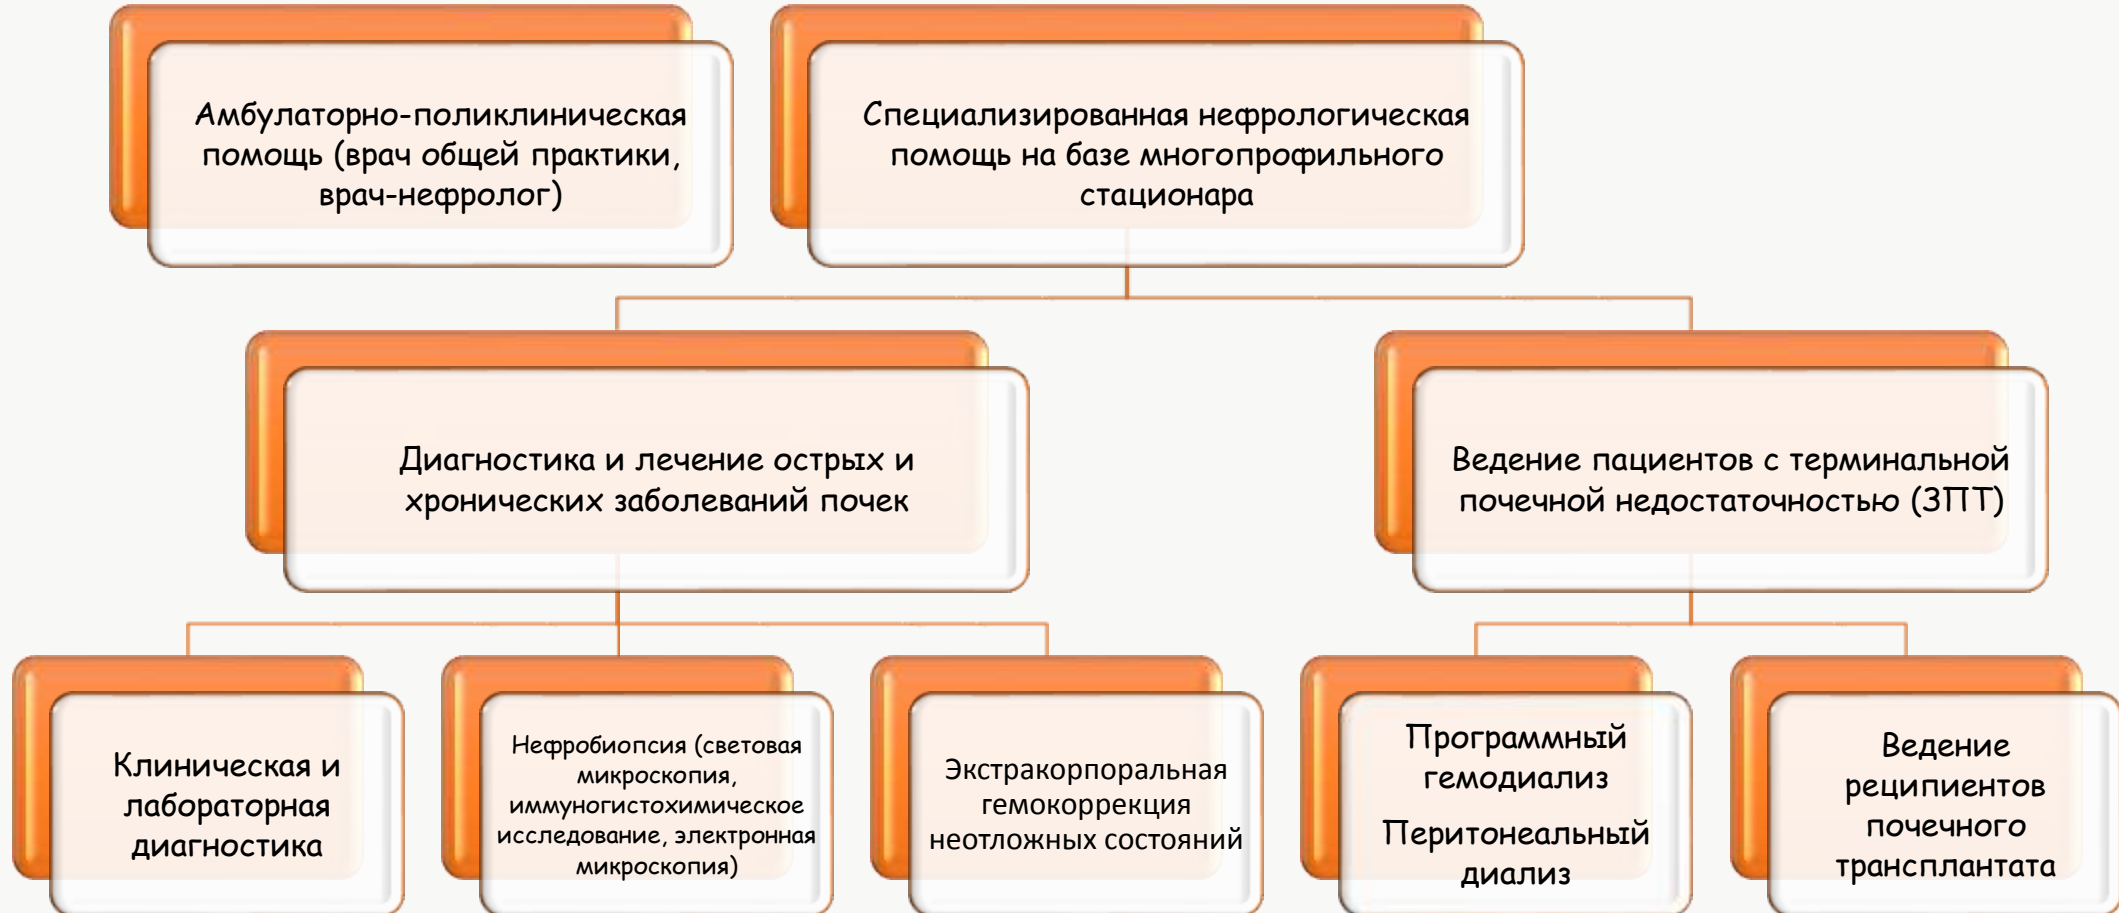 Амбулаторно-поликлиническая
помощь (врач общей практики,
врач-нефролог)
Специализированная нефрологическая
помощь на базе многопрофильного
стационара
Диагностика и лечение острых и
хронических заболеваний почек
Ведение пациентов с терминальной
почечной недостаточностью (ЗПТ)
Клиническая и
лабораторная
диагностика
Нефробиопсия (световая
микроскопия,
иммуногистохимическое
исследование, электронная
микроскопия)
Экстракорпоральная
гемокоррекция
неотложных состояний
Программный
гемодиализ
Перитонеальный
диализ
Ведение
реципиентов
почечного
трансплантата